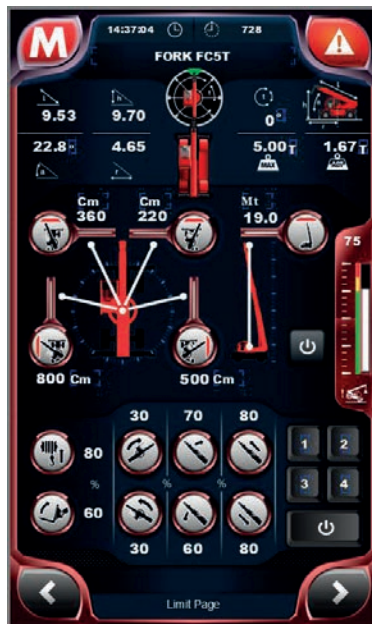 M
14:37:04 728
FORK FC5T
L h
9.53 9.70 0°
22.8° 4.65 5.00 T 1.67 T
a r MAX
Cm Cm Mt
360 220 19.0
75
800 Cm 500 Cm
30 70 80
80 1 2
% % %
60 3 4
30 60 80
Limit Page